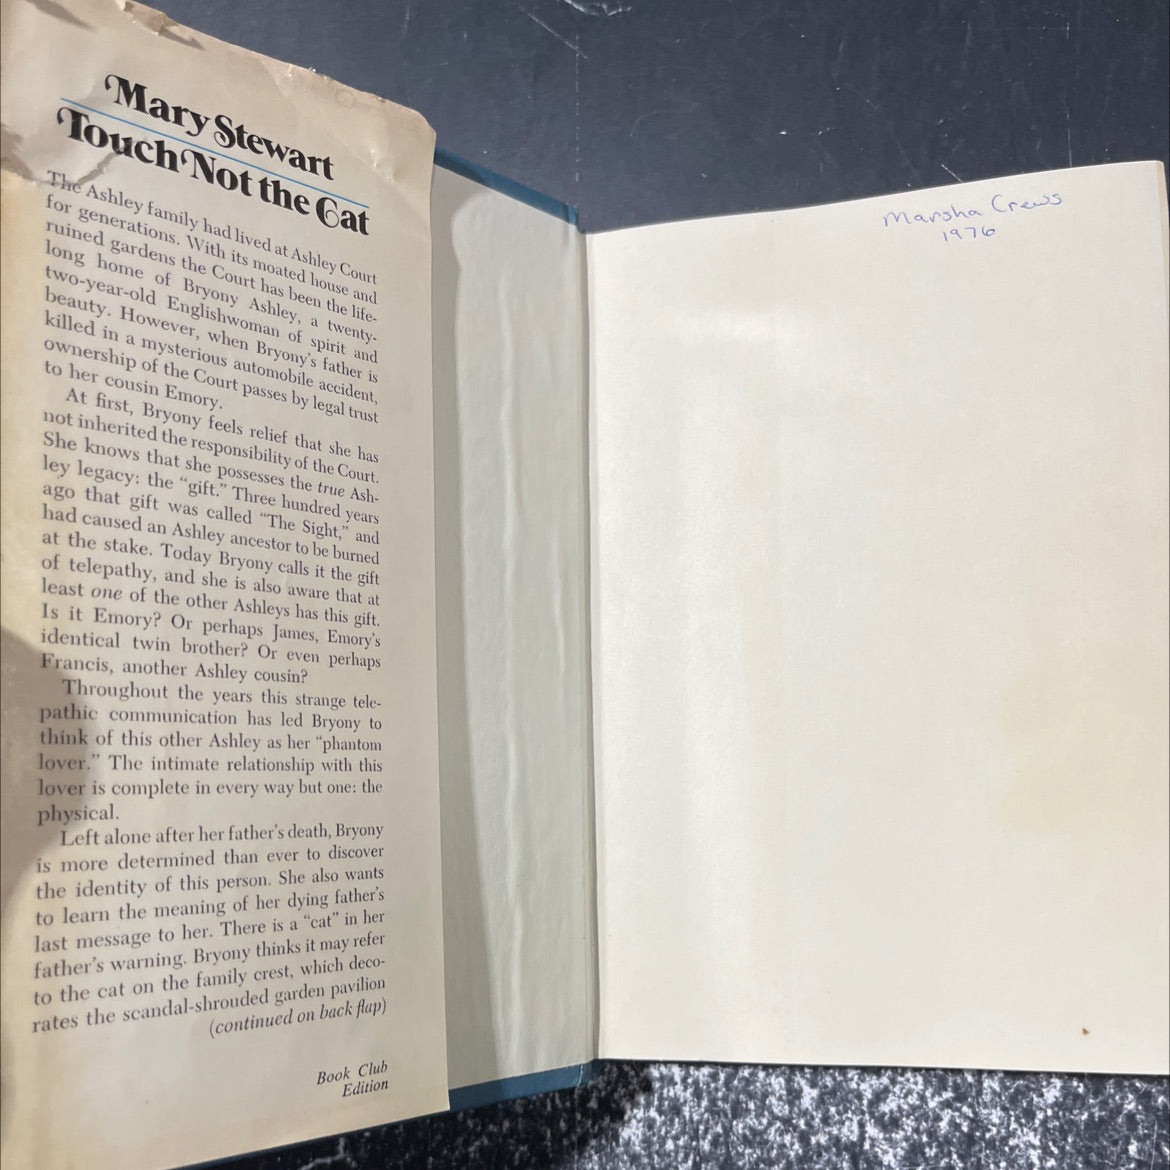 Mary Stewart
Touch Not the Cat
The Ashley family had lived at Ashley Court
for generations. With its moated house and
ruined gardens the Court has been the life-
long home of Bryony Ashley, a twenty-
two-year-old Englishwoman of spirit and
beauty. However, when Bryony's father is
killed in a mysterious automobile accident,
ownership of the Court passes by legal trust
to her cousin Emory.
At first, Bryony feels relief that she has
not inherited the responsibility of the Court.
She knows that she possesses the true Ash-
ley legacy: the “gift.” Three hundred years
ago that gift was called “The Sight,” and
had caused an Ashley ancestor to be burned
at the stake. Today Bryony calls it the gift
of telepathy, and she is also aware that at
least one of the other Ashleys has this gift.
Is it Emory? Or perhaps James, Emory's
identical twin brother? Or even perhaps
Francis, another Ashley cousin?
Throughout the years this strange tele-
pathic communication has led Bryony to
think of this other Ashley as her “phantom
lover.” The intimate relationship with this
lover is complete in every way but one: the
physical.
Left alone after her father's death, Bryony
is more determined than ever to discover
the identity of this person. She also wants
to learn the meaning of her dying father's
last message to her. There is a “cat” in her
father's warning. Bryony thinks it may refer
to the cat on the family crest, which deco-
rates the scandal-shrouded garden pavilion
(continued on back flap)
Book Club
Edition
Marsha Crews
1976